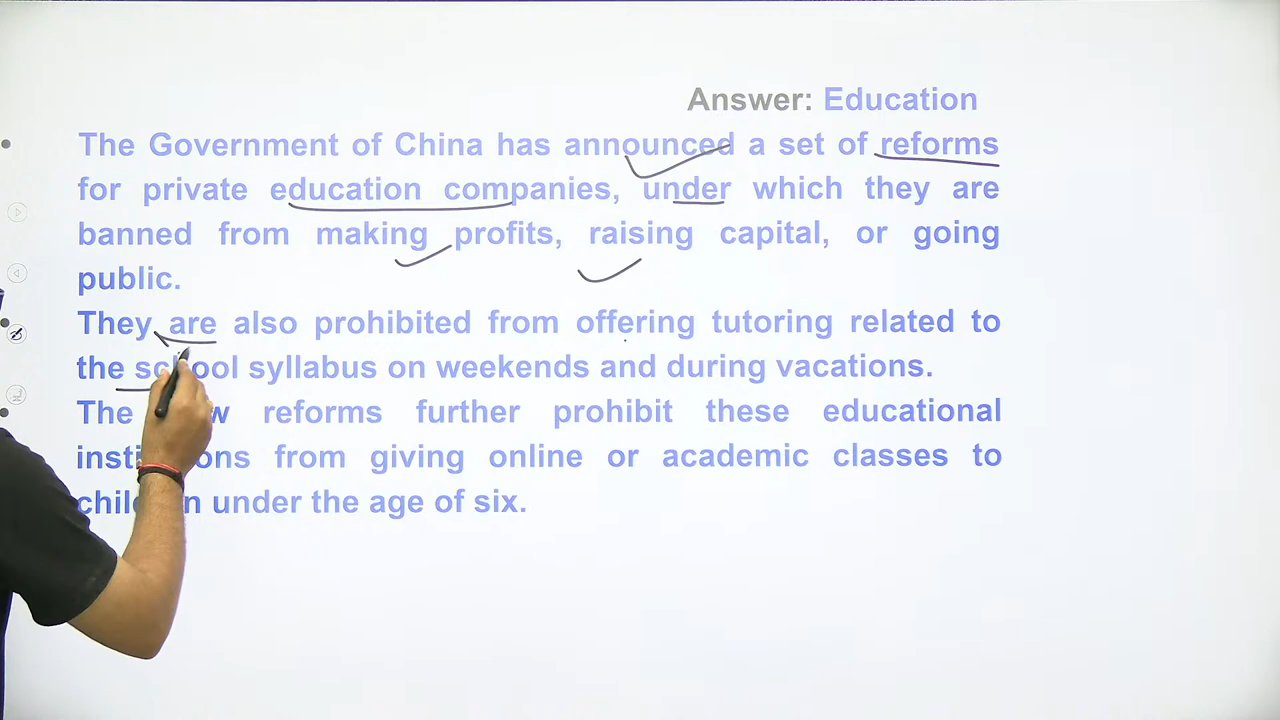 Answer: Education
The Government of China has announced a set of reforms
for private education companies, under which they are
banned from making profits, raising capital, or going
public.
They are also prohibited from offering tutoring related to
the school syllabus on weekends and during vacations.
The reforms further prohibit these educational
from giving online or academic classes to
under the age of six.